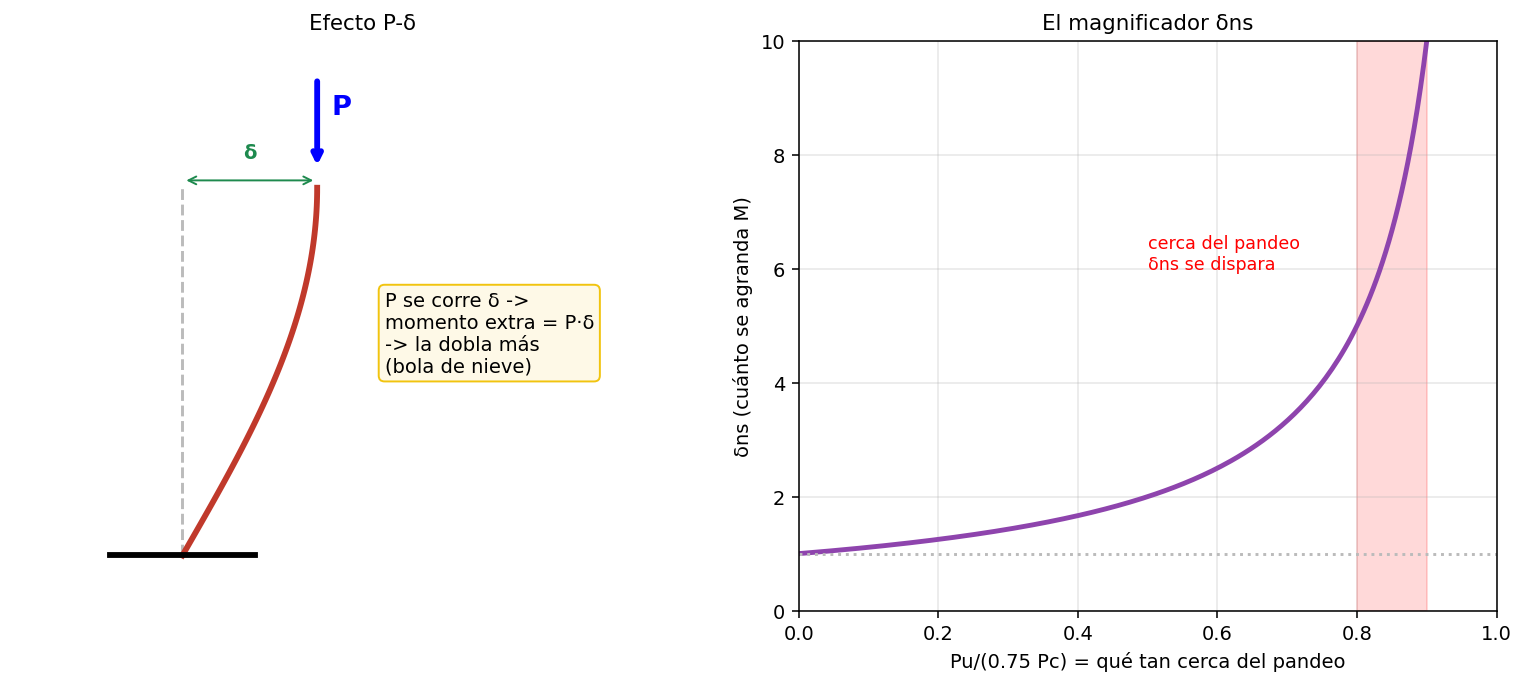 Efecto P-δ
P
δ
P se corre δ ->
momento extra = P·δ
-> la dobla más
(bola de nieve)
El magnificador δns
δns (cuánto se agranda M)
10
8
6
4
2
0
cerca del pandeo
δns se dispara
0.0
0.2
0.4
0.6
0.8
1.0
Pu/(0.75 Pc) = qué tan cerca del pandeo